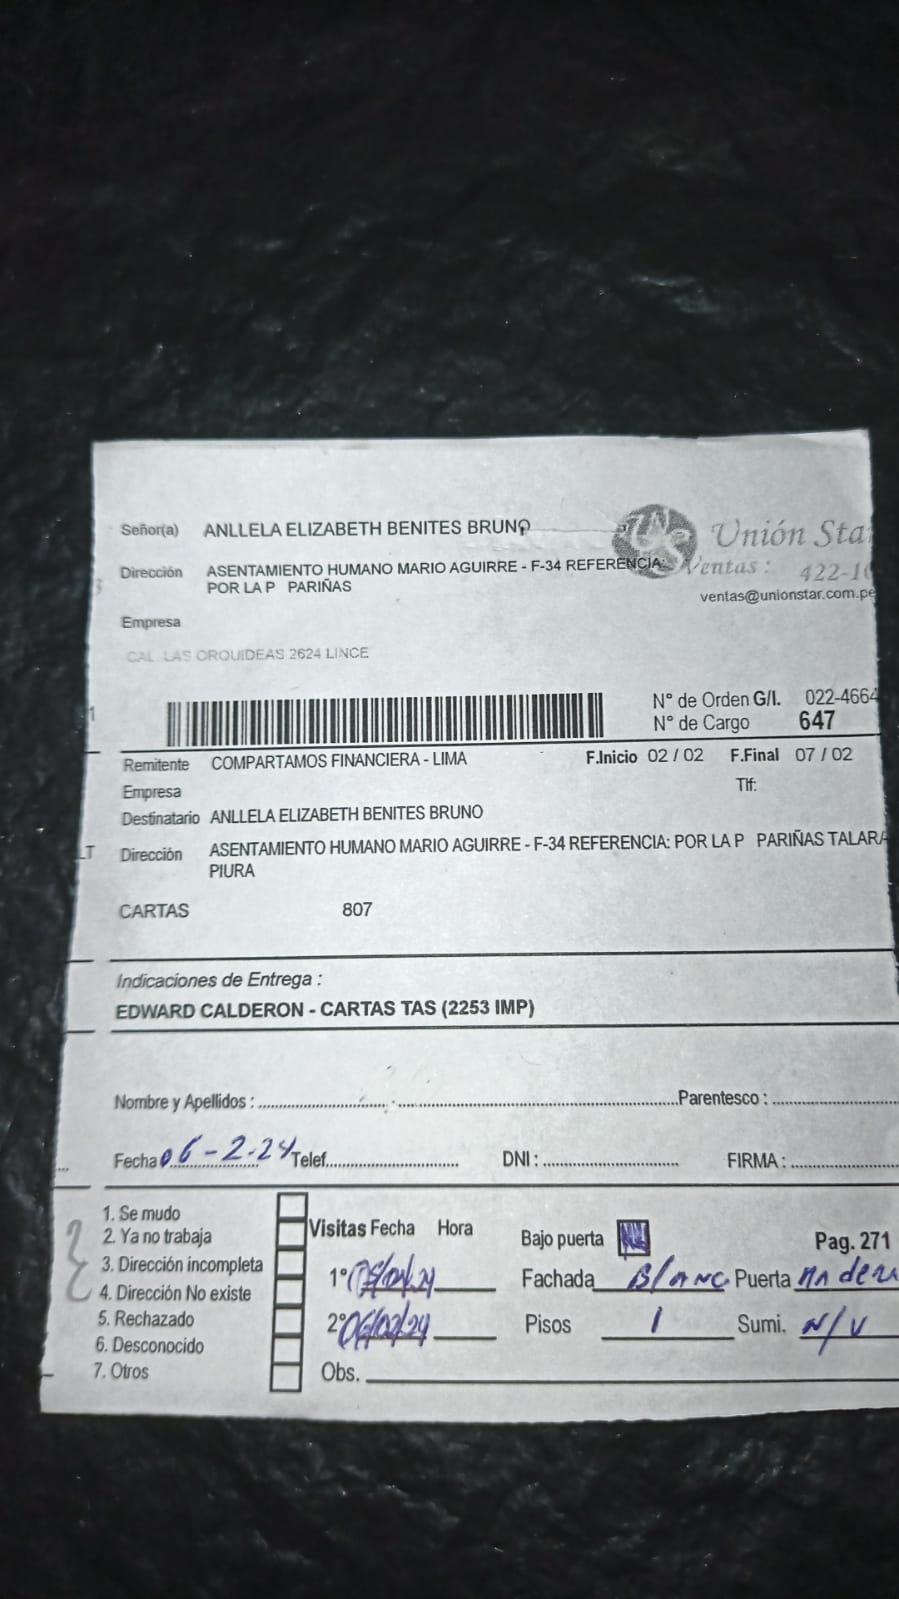 Señor(a) ANLLELA ELIZABETH BENITES BRUNO
Unión Star
Dirección ASENTAMIENTO HUMANO MARIO AGUIRRE - F-34 REFERENCIA:
POR LA P PARIÑAS
Ventas : 422-10
ventas@unionstar.com.pe
Empresa
CAL. LAS ORQUIDEAS 2624 LINCE
N° de Orden G/I. 022-4664
N° de Cargo 647
Remitente COMPARTAMOS FINANCIERA - LIMA F.Inicio 02 / 02 F.Final 07 / 02
Empresa Tlf:
Destinatario ANLLELA ELIZABETH BENITES BRUNO
Dirección ASENTAMIENTO HUMANO MARIO AGUIRRE - F-34 REFERENCIA: POR LA P PARIÑAS TALARA
PIURA
CARTAS 807
Indicaciones de Entrega :
EDWARD CALDERON - CARTAS TAS (2253 IMP)
Nombre y Apellidos : Parentesco :
Fecha 06-2-24 Telef. DNI : FIRMA :
1. Se mudo
2. Ya no trabaja
3. Dirección incompleta
4. Dirección No existe
5. Rechazado
6. Desconocido
7. Otros
Visitas Fecha Hora
1°
2° 06/02/24
Obs.
Bajo puerta Pag. 271
Fachada Blanc Puerta Madera
Pisos 1 Sumi. N/V